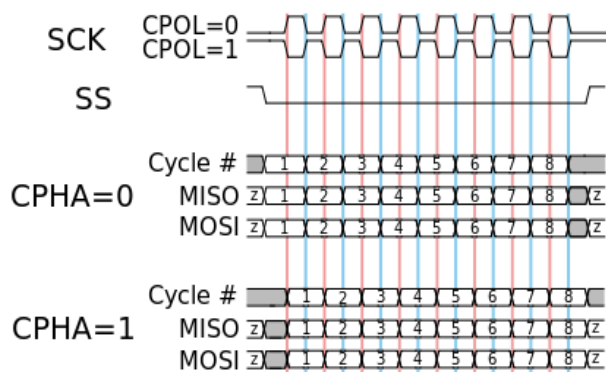 SCK CPOL=0
CPOL=1
SS
Cycle # 1 2 3 4 5 6 7 8
CPHA=0 MISO z 1 2 3 4 5 6 7 8 z
MOSI z 1 2 3 4 5 6 7 8 z
Cycle # 1 2 3 4 5 6 7 8
CPHA=1 MISO z 1 2 3 4 5 6 7 8 z
MOSI z 1 2 3 4 5 6 7 8 z